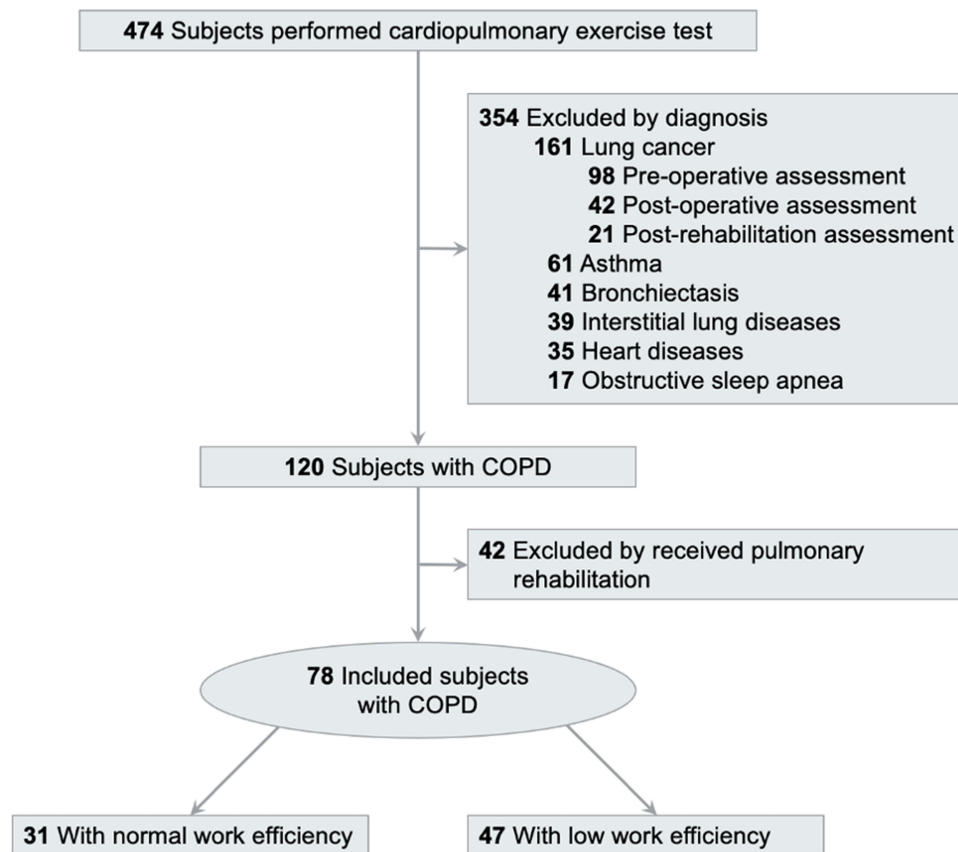 474 Subjects performed cardiopulmonary exercise test
354 Excluded by diagnosis
161 Lung cancer
98 Pre-operative assessment
42 Post-operative assessment
21 Post-rehabilitation assessment
61 Asthma
41 Bronchiectasis
39 Interstitial lung diseases
35 Heart diseases
17 Obstructive sleep apnea
120 Subjects with COPD
42 Excluded by received pulmonary
rehabilitation
78 Included subjects
with COPD
31 With normal work efficiency
47 With low work efficiency